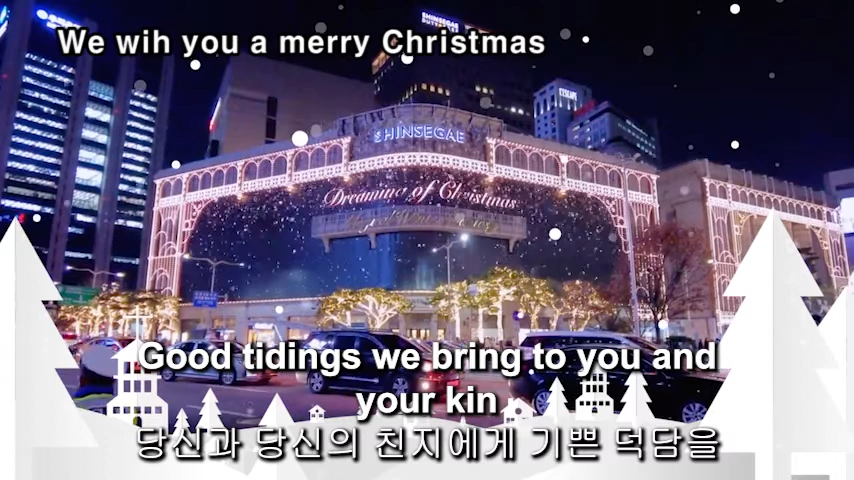 We wih you a merry Christmas
SHINSEGAE
SHINSEGAE
Dreaming of Christmas
Good tidings we bring to you and
your kin
당신과 당신의 친지에게 기쁜 덕담을